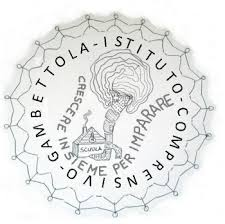 ISTITUTO-COMPRENSIVO-GAMBETTOLA-
CRESCERE INSIEME PER IMPARARE
SCUOLA